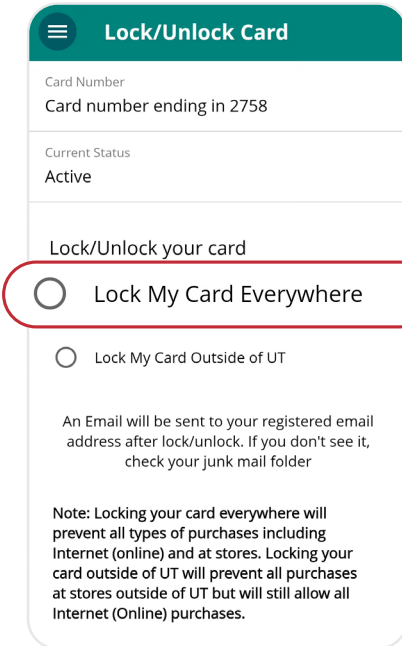 Lock/Unlock Card
Card Number
Card number ending in 2758
Current Status
Active
Lock/Unlock your card
Lock My Card Everywhere
Lock My Card Outside of UT
An Email will be sent to your registered email
address after lock/unlock. If you don't see it,
check your junk mail folder
Note: Locking your card everywhere will
prevent all types of purchases including
Internet (online) and at stores. Locking your
card outside of UT will prevent all purchases
at stores outside of UT but will still allow all
Internet (Online) purchases.